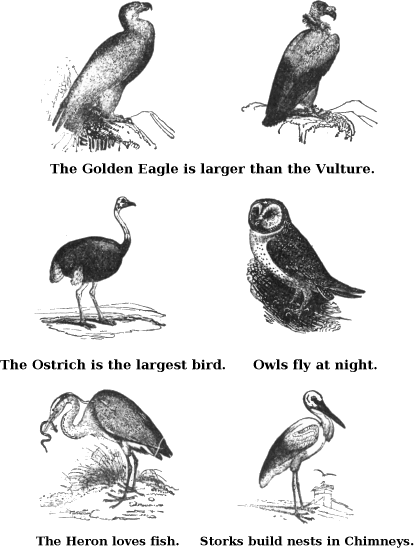 The Golden Eagle is larger than the Vulture.
The Ostrich is the largest bird.
Owls fly at night.
The Heron loves fish.
Storks build nests in Chimneys.